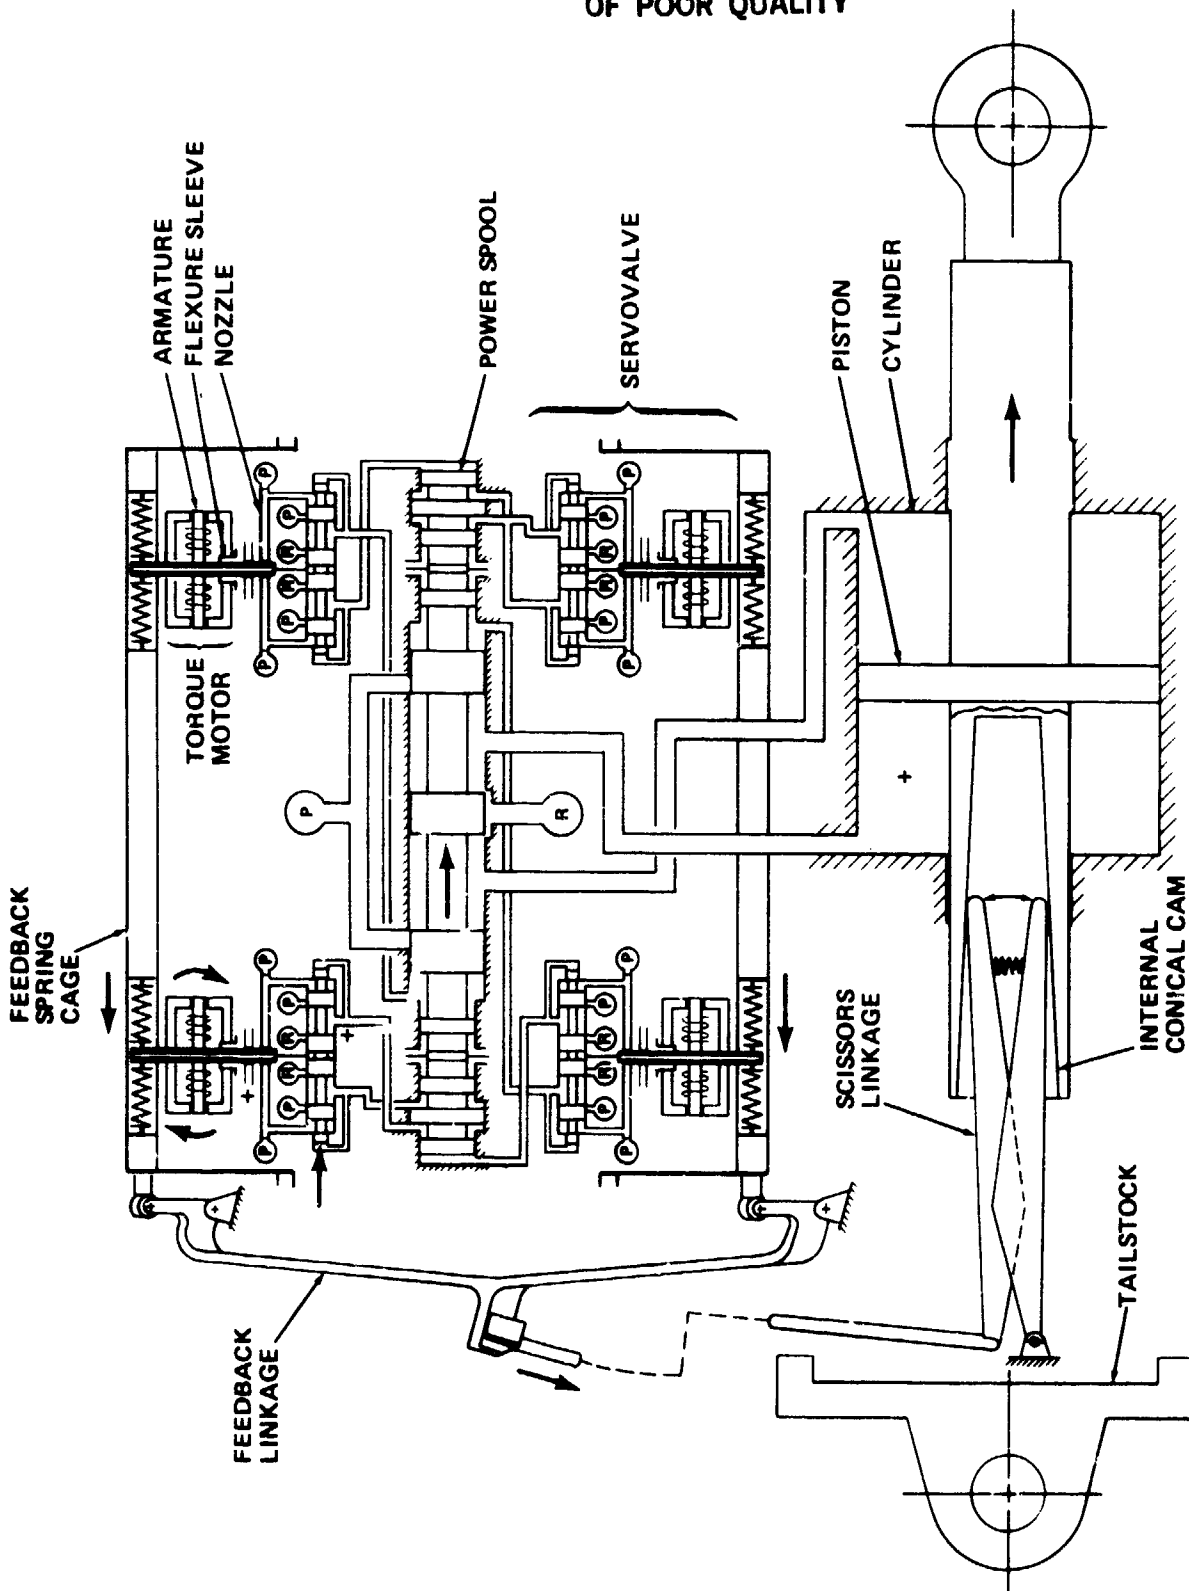 OF POOR QUALITY
ARMATURE
FLEXURE SLEEVE
NOZZLE
TORQUE
MOTOR
POWER SPOOL
SERVOVALVE
PISTON
CYLINDER
FEEDBACK
SPRING
CAGE
P
P
R
R
P
P
P
P
R
R
P
P
P
R
P
P
R
R
P
P
P
P
R
R
P
P
+
+
+
+
+
SCISSORS
LINKAGE
INTERNAL
CONICAL CAM
FEEDBACK
LINKAGE
TAILSTOCK